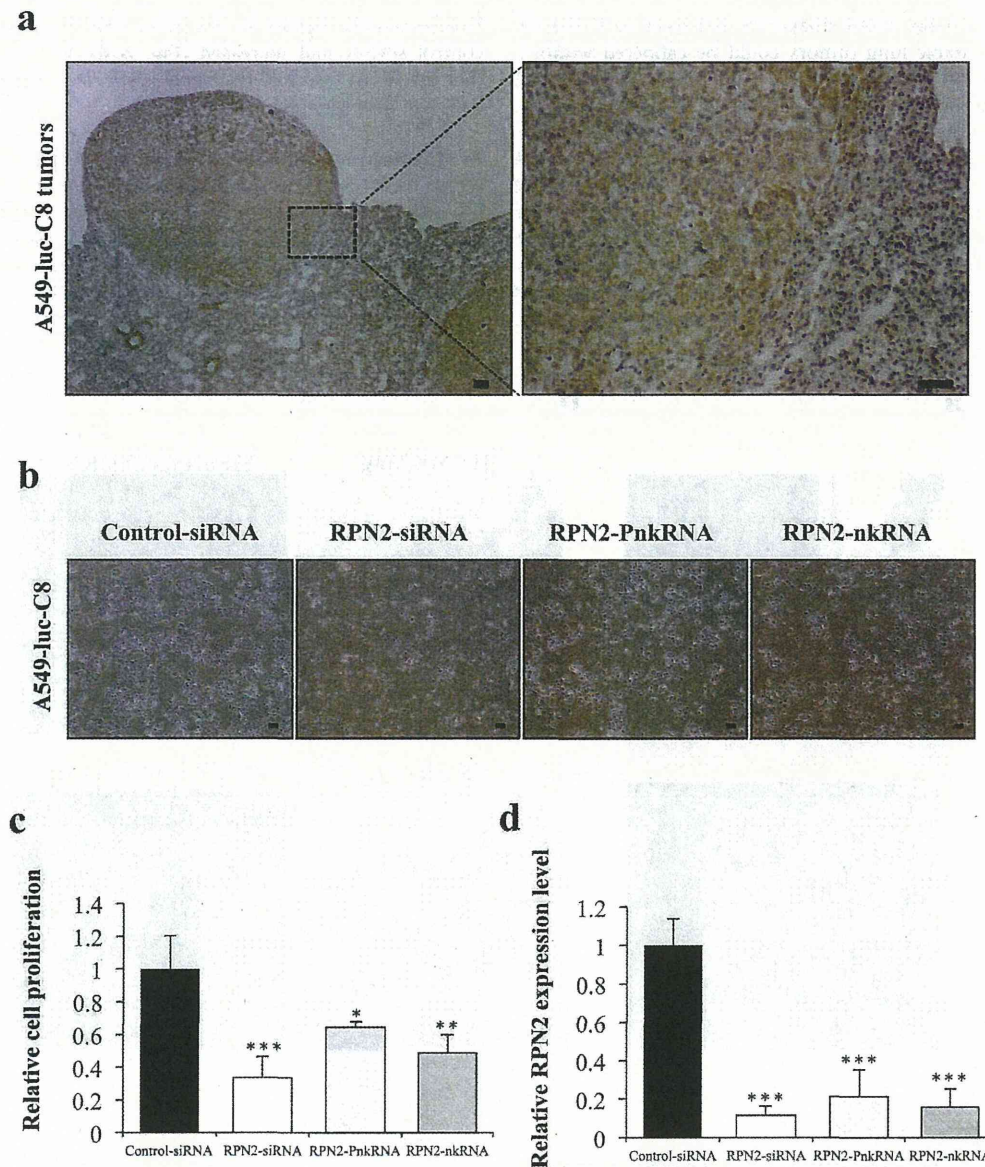 a
A549-luc-C8 tumors
b
Control-siRNA RPN2-siRNA RPN2-PnkRNA RPN2-nkRNA
A549-luc-C8
c
Relative cell proliferation
1.4
1.2
1
0.8
0.6
0.4
0.2
0
***
*
**
Control-siRNA RPN2-siRNA RPN2-PnkRNA RPN2-nkRNA
d
Relative RPN2 expression level
1.2
1
0.8
0.6
0.4
0.2
0
***
***
***
Control-siRNA RPN2-siRNA RPN2-PnkRNA RPN2-nkRNA